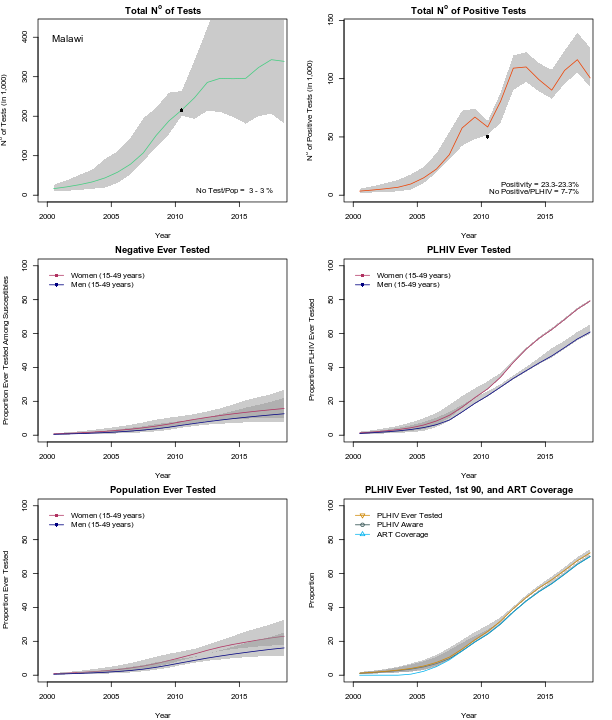 Total N° of Tests
Malawi
N° of Tests (in 1,000)
400
300
200
100
0
No Test/Pop = 3 - 3 %
2000 2005 2010 2015
Year
Total N° of Positive Tests
N° of Positive Tests (in 1,000)
150
100
50
0
Positivity = 23.3-23.3%
No Positive/PLHIV = 7-7%
2000 2005 2010 2015
Year
Negative Ever Tested
Proportion Ever Tested Among Susceptibles
100
80
60
40
20
0
Women (15-49 years)
Men (15-49 years)
2000 2005 2010 2015
Year
PLHIV Ever Tested
Proportion PLHIV Ever Tested
100
80
60
40
20
0
Women (15-49 years)
Men (15-49 years)
2000 2005 2010 2015
Year
Population Ever Tested
Proportion Ever Tested
100
80
60
40
20
0
Women (15-49 years)
Men (15-49 years)
2000 2005 2010 2015
Year
PLHIV Ever Tested, 1st 90, and ART Coverage
Proportion
100
80
60
40
20
0
PLHIV Ever Tested
PLHIV Aware
ART Coverage
2000 2005 2010 2015
Year